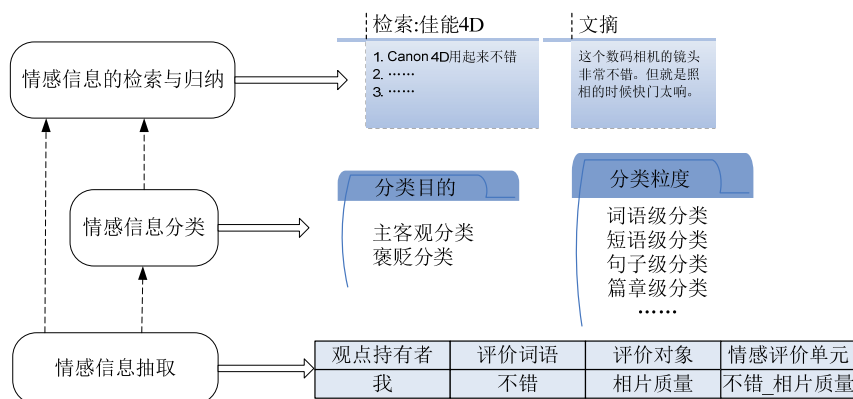 检索:佳能4D
文摘
情感信息的检索与归纳
1. Canon 4D用起来不错
2. ……
3. ……
这个数码相机的镜头
非常不错。但就是照
相的时候快门太响。
情感信息分类
分类目的
主客观分类
褒贬分类
分类粒度
词语级分类
短语级分类
句子级分类
篇章级分类
……
情感信息抽取
观点持有者 评价词语 评价对象 情感评价单元
我 不错 相片质量 不错_相片质量